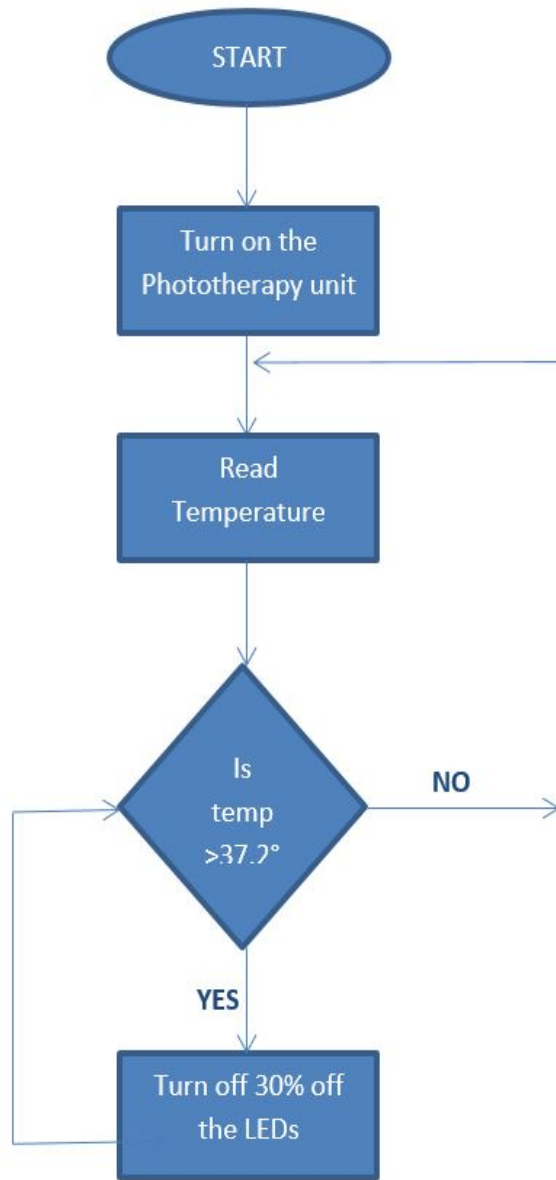 START
Turn on the
Phototherapy unit
Read
Temperature
Is
temp
>37.2°
NO
YES
Turn off 30% off
the LEDs